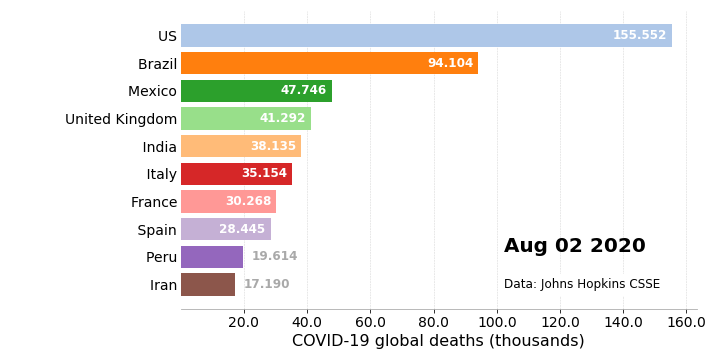 US 155.552
Brazil 94.104
Mexico 47.746
United Kingdom 41.292
India 38.135
Italy 35.154
France 30.268
Spain 28.445
Peru 19.614
Iran 17.190
Aug 02 2020
Data: Johns Hopkins CSSE
20.0 40.0 60.0 80.0 100.0 120.0 140.0 160.0
COVID-19 global deaths (thousands)